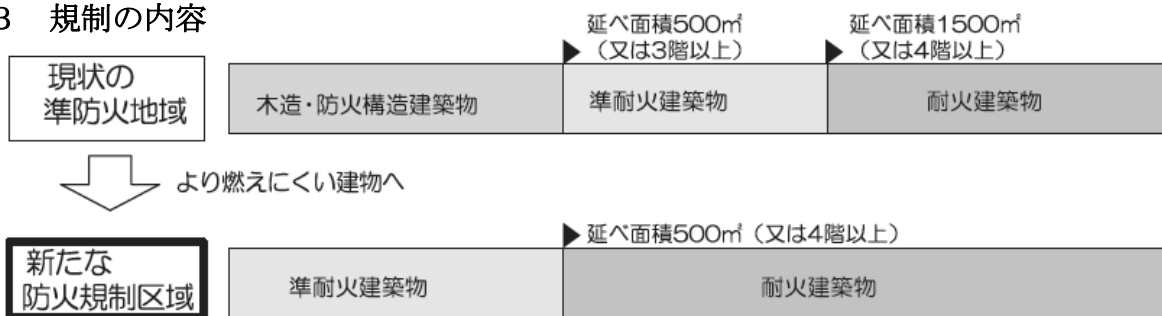 3 規制の内容
延べ面積500㎡
▶(又は3階以上)
延べ面積1500㎡
▶(又は4階以上)
現状の
準防火地域
木造・防火構造建築物
準耐火建築物
耐火建築物
より燃えにくい建物へ
▶延べ面積500㎡(又は4階以上)
新たな
防火規制区域
準耐火建築物
耐火建築物